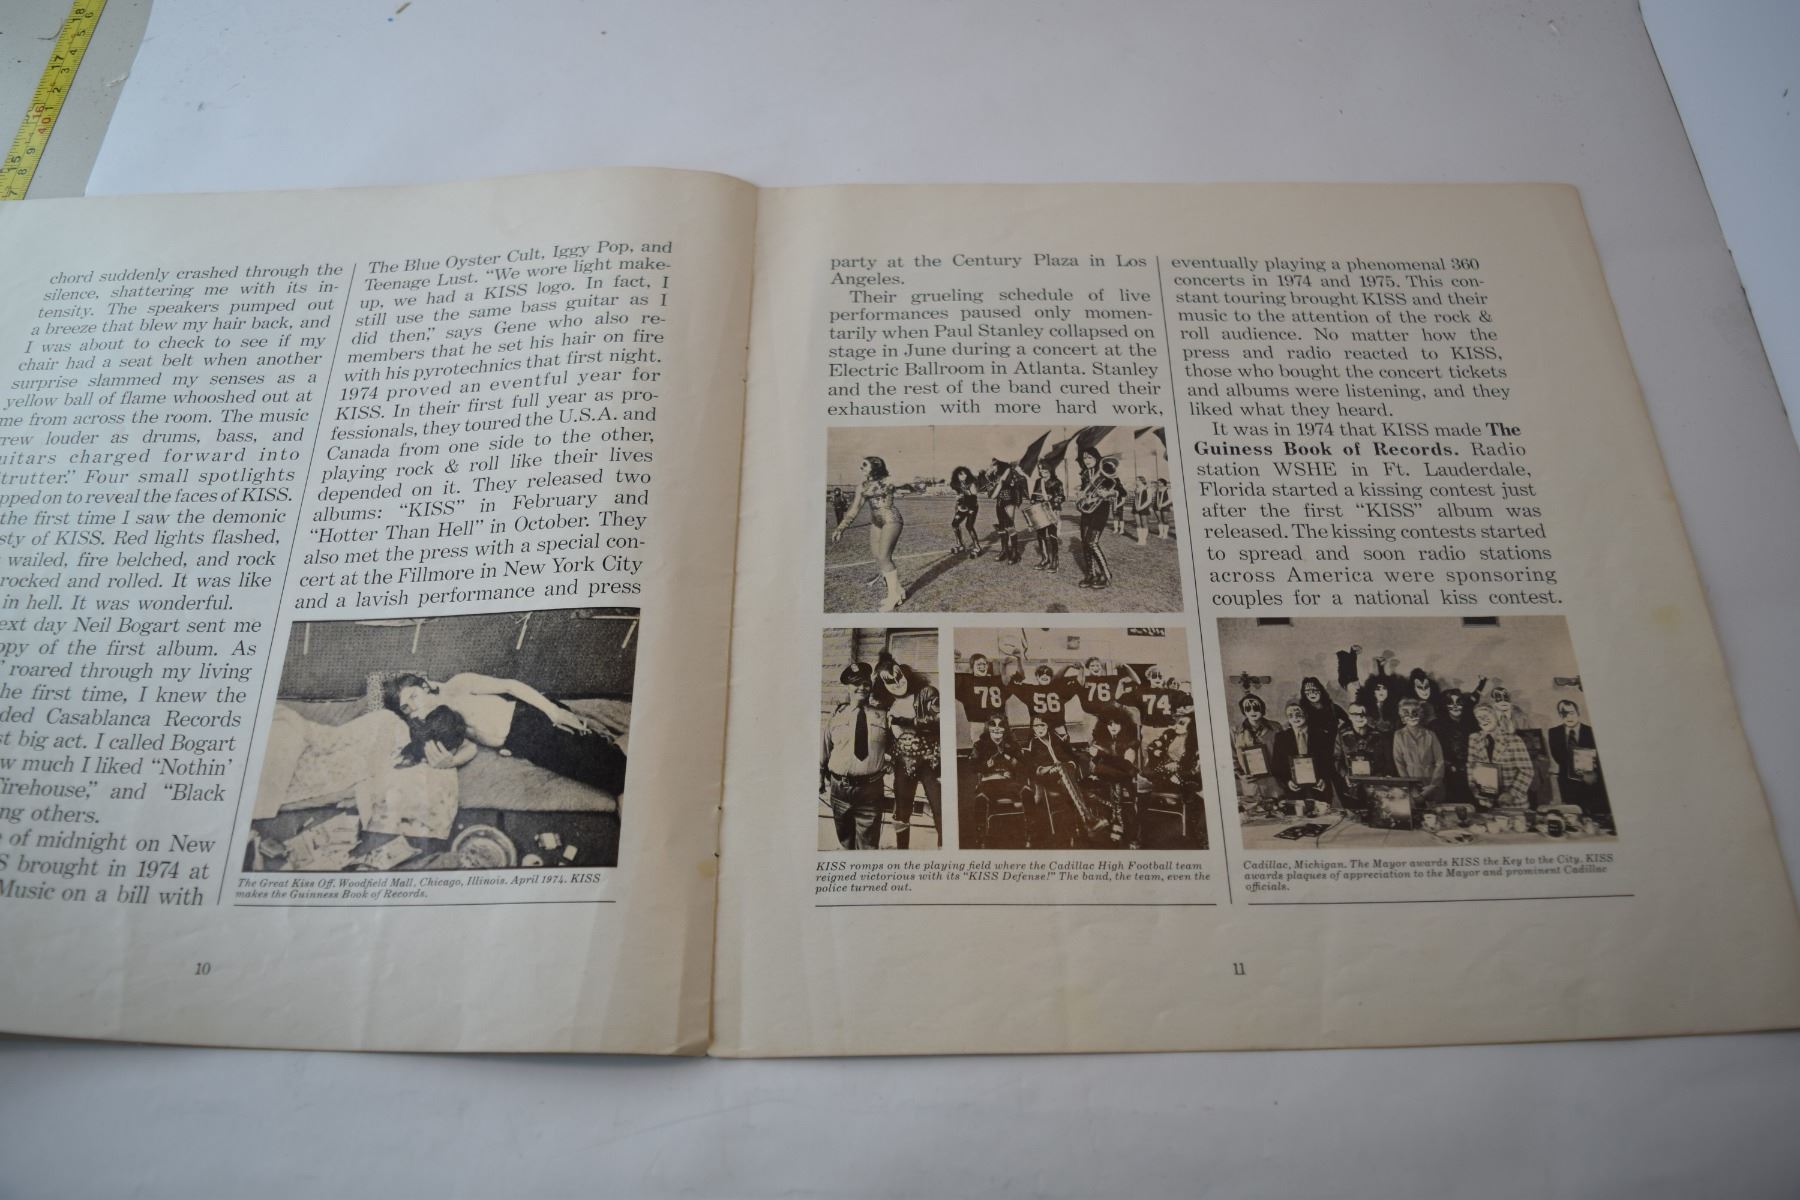 chord suddenly crashed through the
silence, shattering me with its in-
tensity. The speakers pumped out
a breeze that blew my hair back, and
I was about to check to see if my
chair had a seat belt when another
surprise slammed my senses as a
yellow ball of flame whooshed out at
me from across the room. The music
rew louder as drums, bass, and
uitars charged forward into
trutter." Four small spotlights
pped on to reveal the faces of KISS.
the first time I saw the demonic
sty of KISS. Red lights flashed,
wailed, fire belched, and rock
rocked and rolled. It was like
in hell. It was wonderful.
ext day Neil Bogart sent me
opy of the first album. As
roared through my living
he first time, I knew the
ded Casablanca Records
st big act. I called Bogart
w much I liked "Nothin'
irehouse," and "Black
ng others.
of midnight on New
S brought in 1974 at
Music on a bill with
The Blue Oyster Cult, Iggy Pop, and
Teenage Lust. "We wore light make-
up, we had a KISS logo. In fact, I
still use the same bass guitar as I
did then," says Gene who also re-
members that he set his hair on fire
with his pyrotechnics that first night.
1974 proved an eventful year for
KISS. In their first full year as pro-
fessionals, they toured the U.S.A. and
Canada from one side to the other,
playing rock & roll like their lives
depended on it. They released two
albums: "KISS" in February and
"Hotter Than Hell" in October. They
also met the press with a special con-
cert at the Fillmore in New York City
and a lavish performance and press
The Great Kiss Off. Woodfield Mall, Chicago, Illinois. April 1974. KISS
makes the Guinness Book of Records.
10
party at the Century Plaza in Los
Angeles.
Their grueling schedule of live
performances paused only momen-
tarily when Paul Stanley collapsed on
stage in June during a concert at the
Electric Ballroom in Atlanta. Stanley
and the rest of the band cured their
exhaustion with more hard work,
78
56
76
74
KISS romps on the playing field where the Cadillac High Football team
reigned victorious with its "KISS Defense!" The band, the team, even the
police turned out.
eventually playing a phenomenal 360
concerts in 1974 and 1975. This con-
stant touring brought KISS and their
music to the attention of the rock &
roll audience. No matter how the
press and radio reacted to KISS,
those who bought the concert tickets
and albums were listening, and they
liked what they heard.
It was in 1974 that KISS made The
Guiness Book of Records. Radio
station WSHE in Ft. Lauderdale,
Florida started a kissing contest just
after the first "KISS" album was
released. The kissing contests started
to spread and soon radio stations
across America were sponsoring
couples for a national kiss contest.
Cadillac, Michigan. The Mayor awards KISS the Key to the City. KISS
awards plaques of appreciation to the Mayor and prominent Cadillac
officials.
11